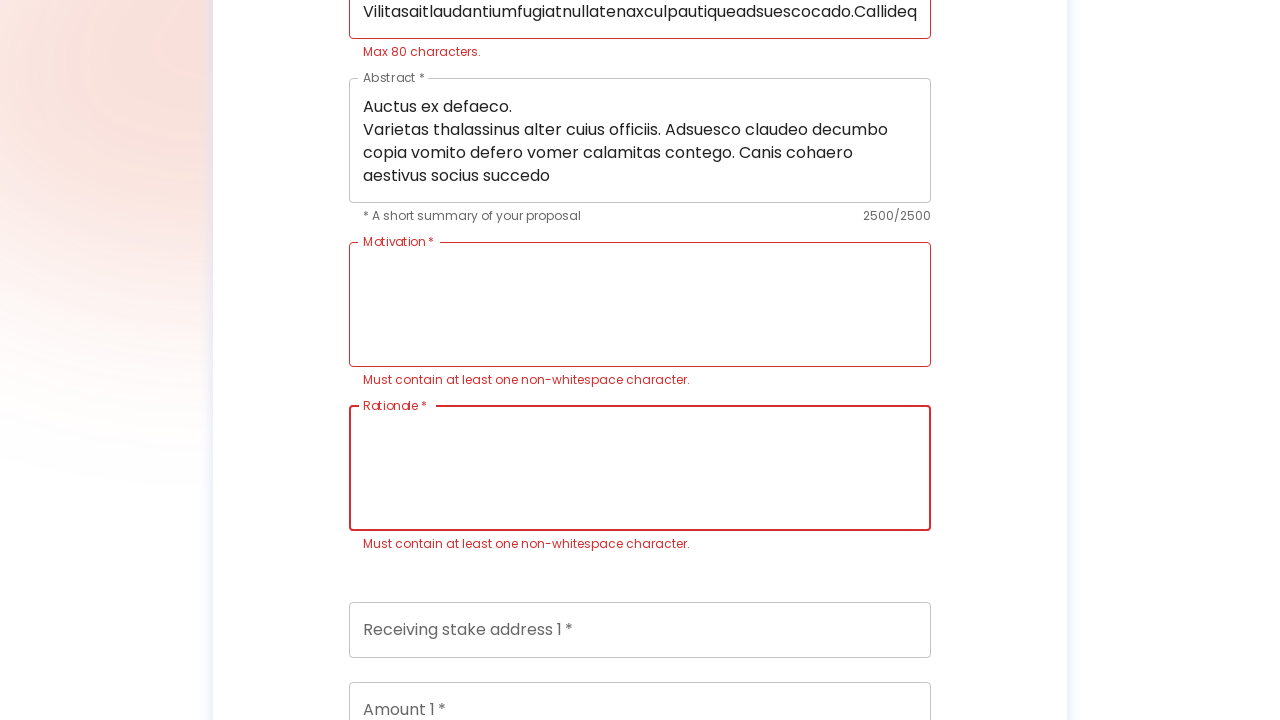 Vilitasaitlaudantiumfugiatnullatenaxculpautiqueadsuescocado.Callideq
Max 80 characters.
Abstract *
Auctus ex defaeco.
Varietas thalassinus alter cuius officiis. Adsuesco claudeo decumbo
copia vomito defero vomer calamitas contego. Canis cohaero
aestivus socius succedo
* A short summary of your proposal
2500/2500
Motivation *
Must contain at least one non-whitespace character.
Rationale *
Must contain at least one non-whitespace character.
Receiving stake address 1 *
Amount 1 *